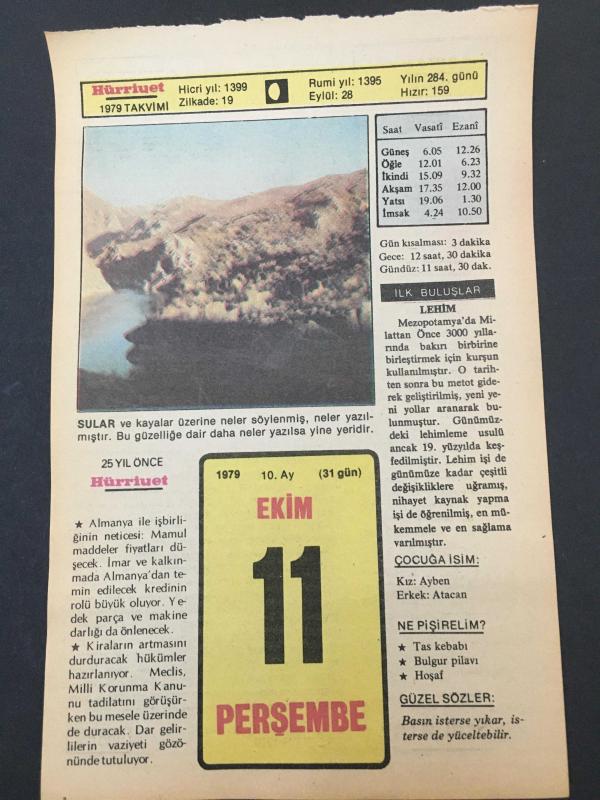 Hürriyet
1979 TAKVİMİ
Hicri yıl: 1399
Zilkade: 19
Rumi yıl: 1395
Eylül: 28
Yılın 284. günü
Hızır: 159
Saat Vasatî Ezanî
Güneş 6.05 12.26
Öğle 12.01 6.23
İkindi 15.09 9.32
Akşam 17.35 12.00
Yatsı 19.06 1.30
İmsak 4.24 10.50
Gün kısalması: 3 dakika
Gece: 12 saat, 30 dakika
Gündüz: 11 saat, 30 dak.
İLK BULUŞLAR
LEHİM
Mezopotamya'da Mi-
lattan Önce 3000 yılla-
rında bakırı birbirine
birleştirmek için kurşun
kullanılmıştır. O tarih-
ten sonra bu metot gide-
rek geliştirilmiş, yeni ye-
ni yollar aranarak bu-
lunmuştur. Günümüz-
deki lehimleme usulü
ancak 19. yüzyılda keş-
fedilmiştir. Lehim işi de
günümüze kadar çeşitli
değişikliklere uğramış,
nihayet kaynak yapma
işi de öğrenilmiş, en mü-
kemmele ve en sağlama
varılmıştır.
ÇOCUĞA İSİM:
Kız: Ayben
Erkek: Atacan
NE PİŞİRELİM?
★ Tas kebabı
★ Bulgur pilavı
★ Hoşaf
GÜZEL SÖZLER:
Basın isterse yıkar, is-
terse de yüceltebilir.
SULAR ve kayalar üzerine neler söylenmiş, neler yazıl-
mıştır. Bu güzelliğe dair daha neler yazılsa yine yeridir.
25 YIL ÖNCE
Hürriyet
★ Almanya ile işbirli-
ğinin neticesi: Mamul
maddeler fiyatları dü-
şecek. İmar ve kalkın-
mada Almanya'dan te-
min edilecek kredinin
rolü büyük oluyor. Ye-
dek parça ve makine
darlığı da önlenecek.
★ Kiraların artmasını
durduracak hükümler
hazırlanıyor. Meclis,
Milli Korunma Kanu-
nu tadilatını görüşür-
ken bu mesele üzerinde
de duracak. Dar gelir-
lilerin vaziyeti gözö-
nünde tutuluyor.
1979 10. Ay (31 gün)
EKİM
11
PERŞEMBE